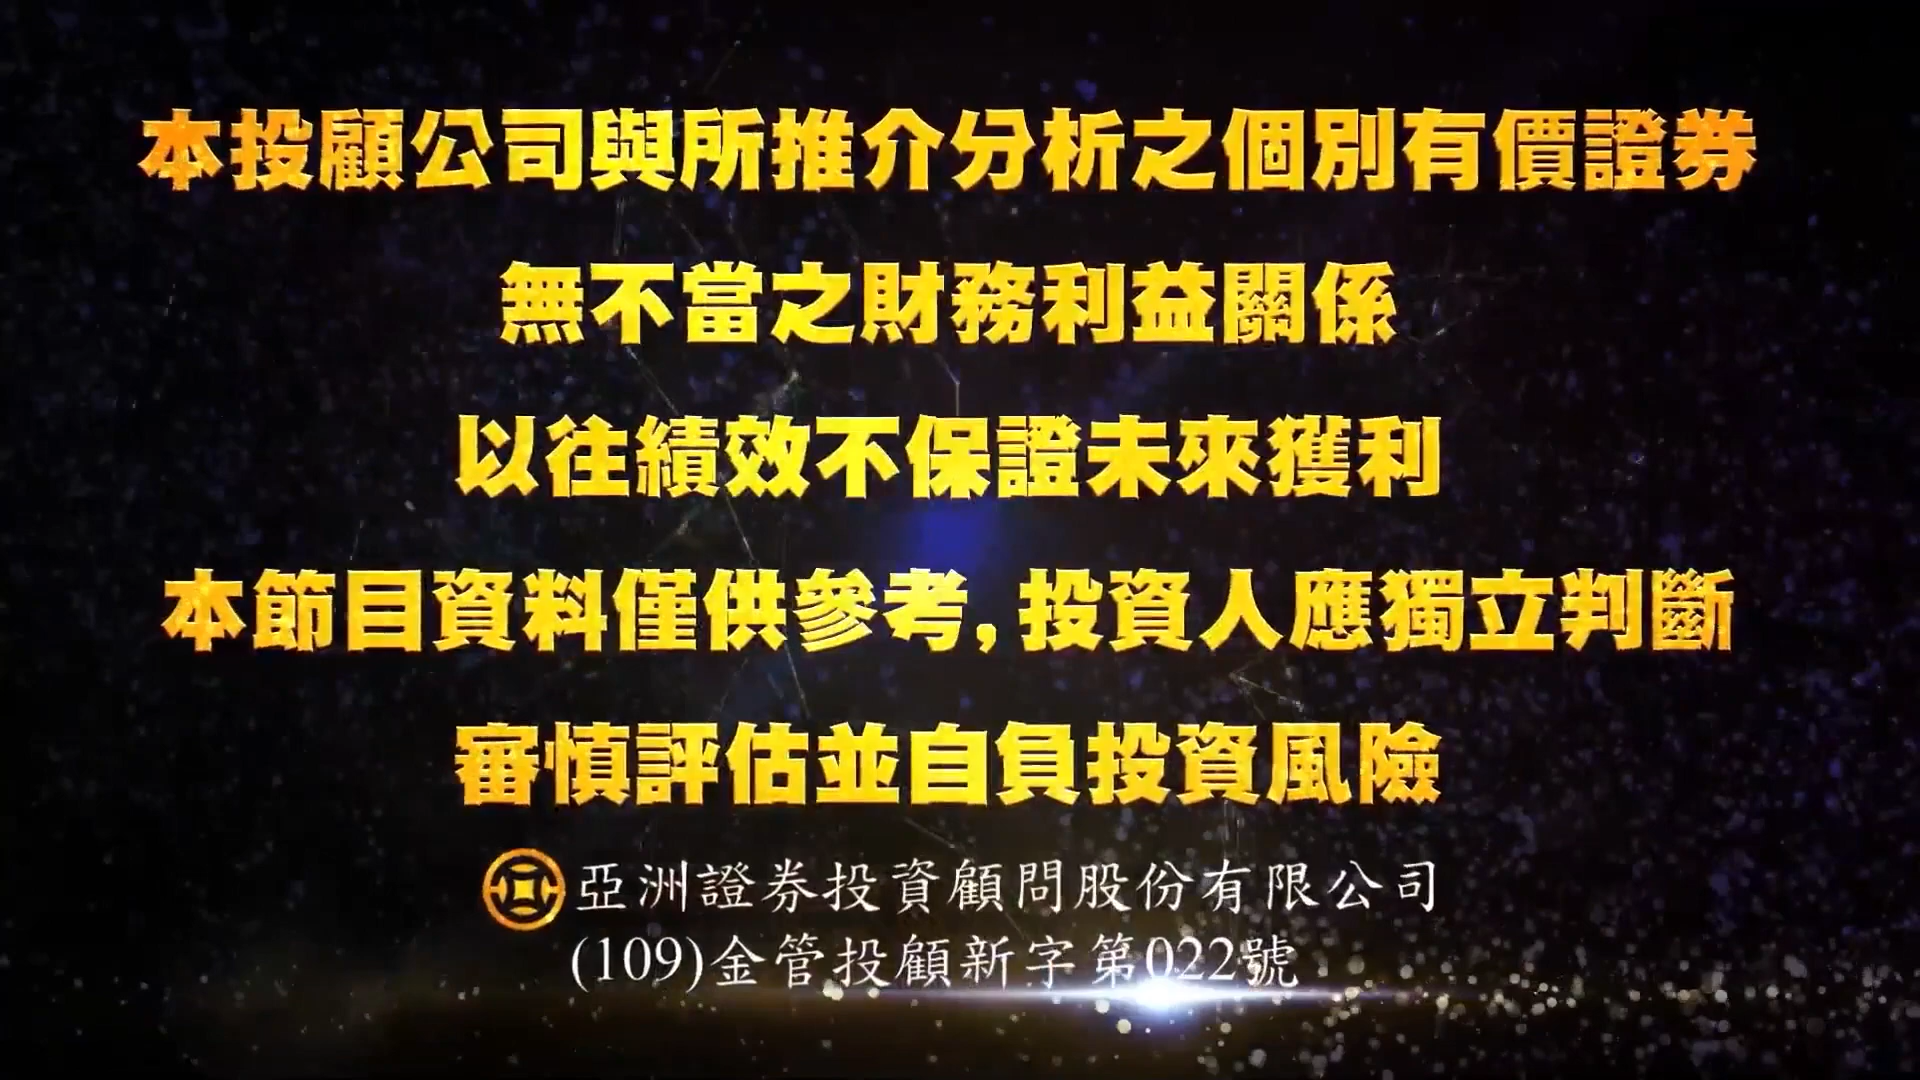 本投顧公司與所推介分析之個別有價證券
無不當之財務利益關係
以往績效不保證未來獲利
本節目資料僅供參考,投資人應獨立判斷
審慎評估並自負投資風險
亞洲證券投資顧問股份有限公司
(109)金管投顧新字第022號